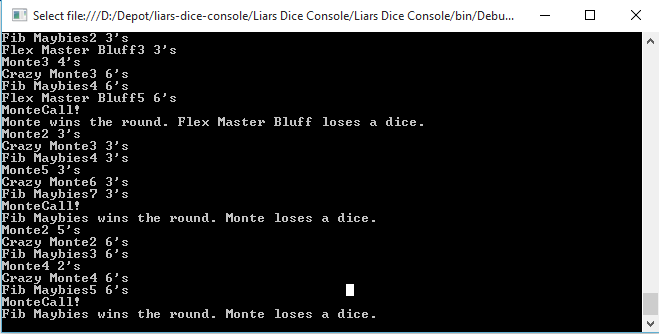 Select file:///D:/Depot/liars-dice-console/Liars Dice Console/Liars Dice Console/bin/Debu...
Fib Maybies2 3's
Flex Master Bluff3 3's
Monte3 4's
Crazy Monte3 6's
Fib Maybies4 6's
Flex Master Bluff5 6's
MonteCall!
Monte wins the round. Flex Master Bluff loses a dice.
Monte2 3's
Crazy Monte3 3's
Fib Maybies4 3's
Monte5 3's
Crazy Monte6 3's
Fib Maybies7 3's
MonteCall!
Fib Maybies wins the round. Monte loses a dice.
Monte2 5's
Crazy Monte2 6's
Fib Maybies3 6's
Monte4 2's
Crazy Monte4 6's
Fib Maybies5 6's
MonteCall!
Fib Maybies wins the round. Monte loses a dice.